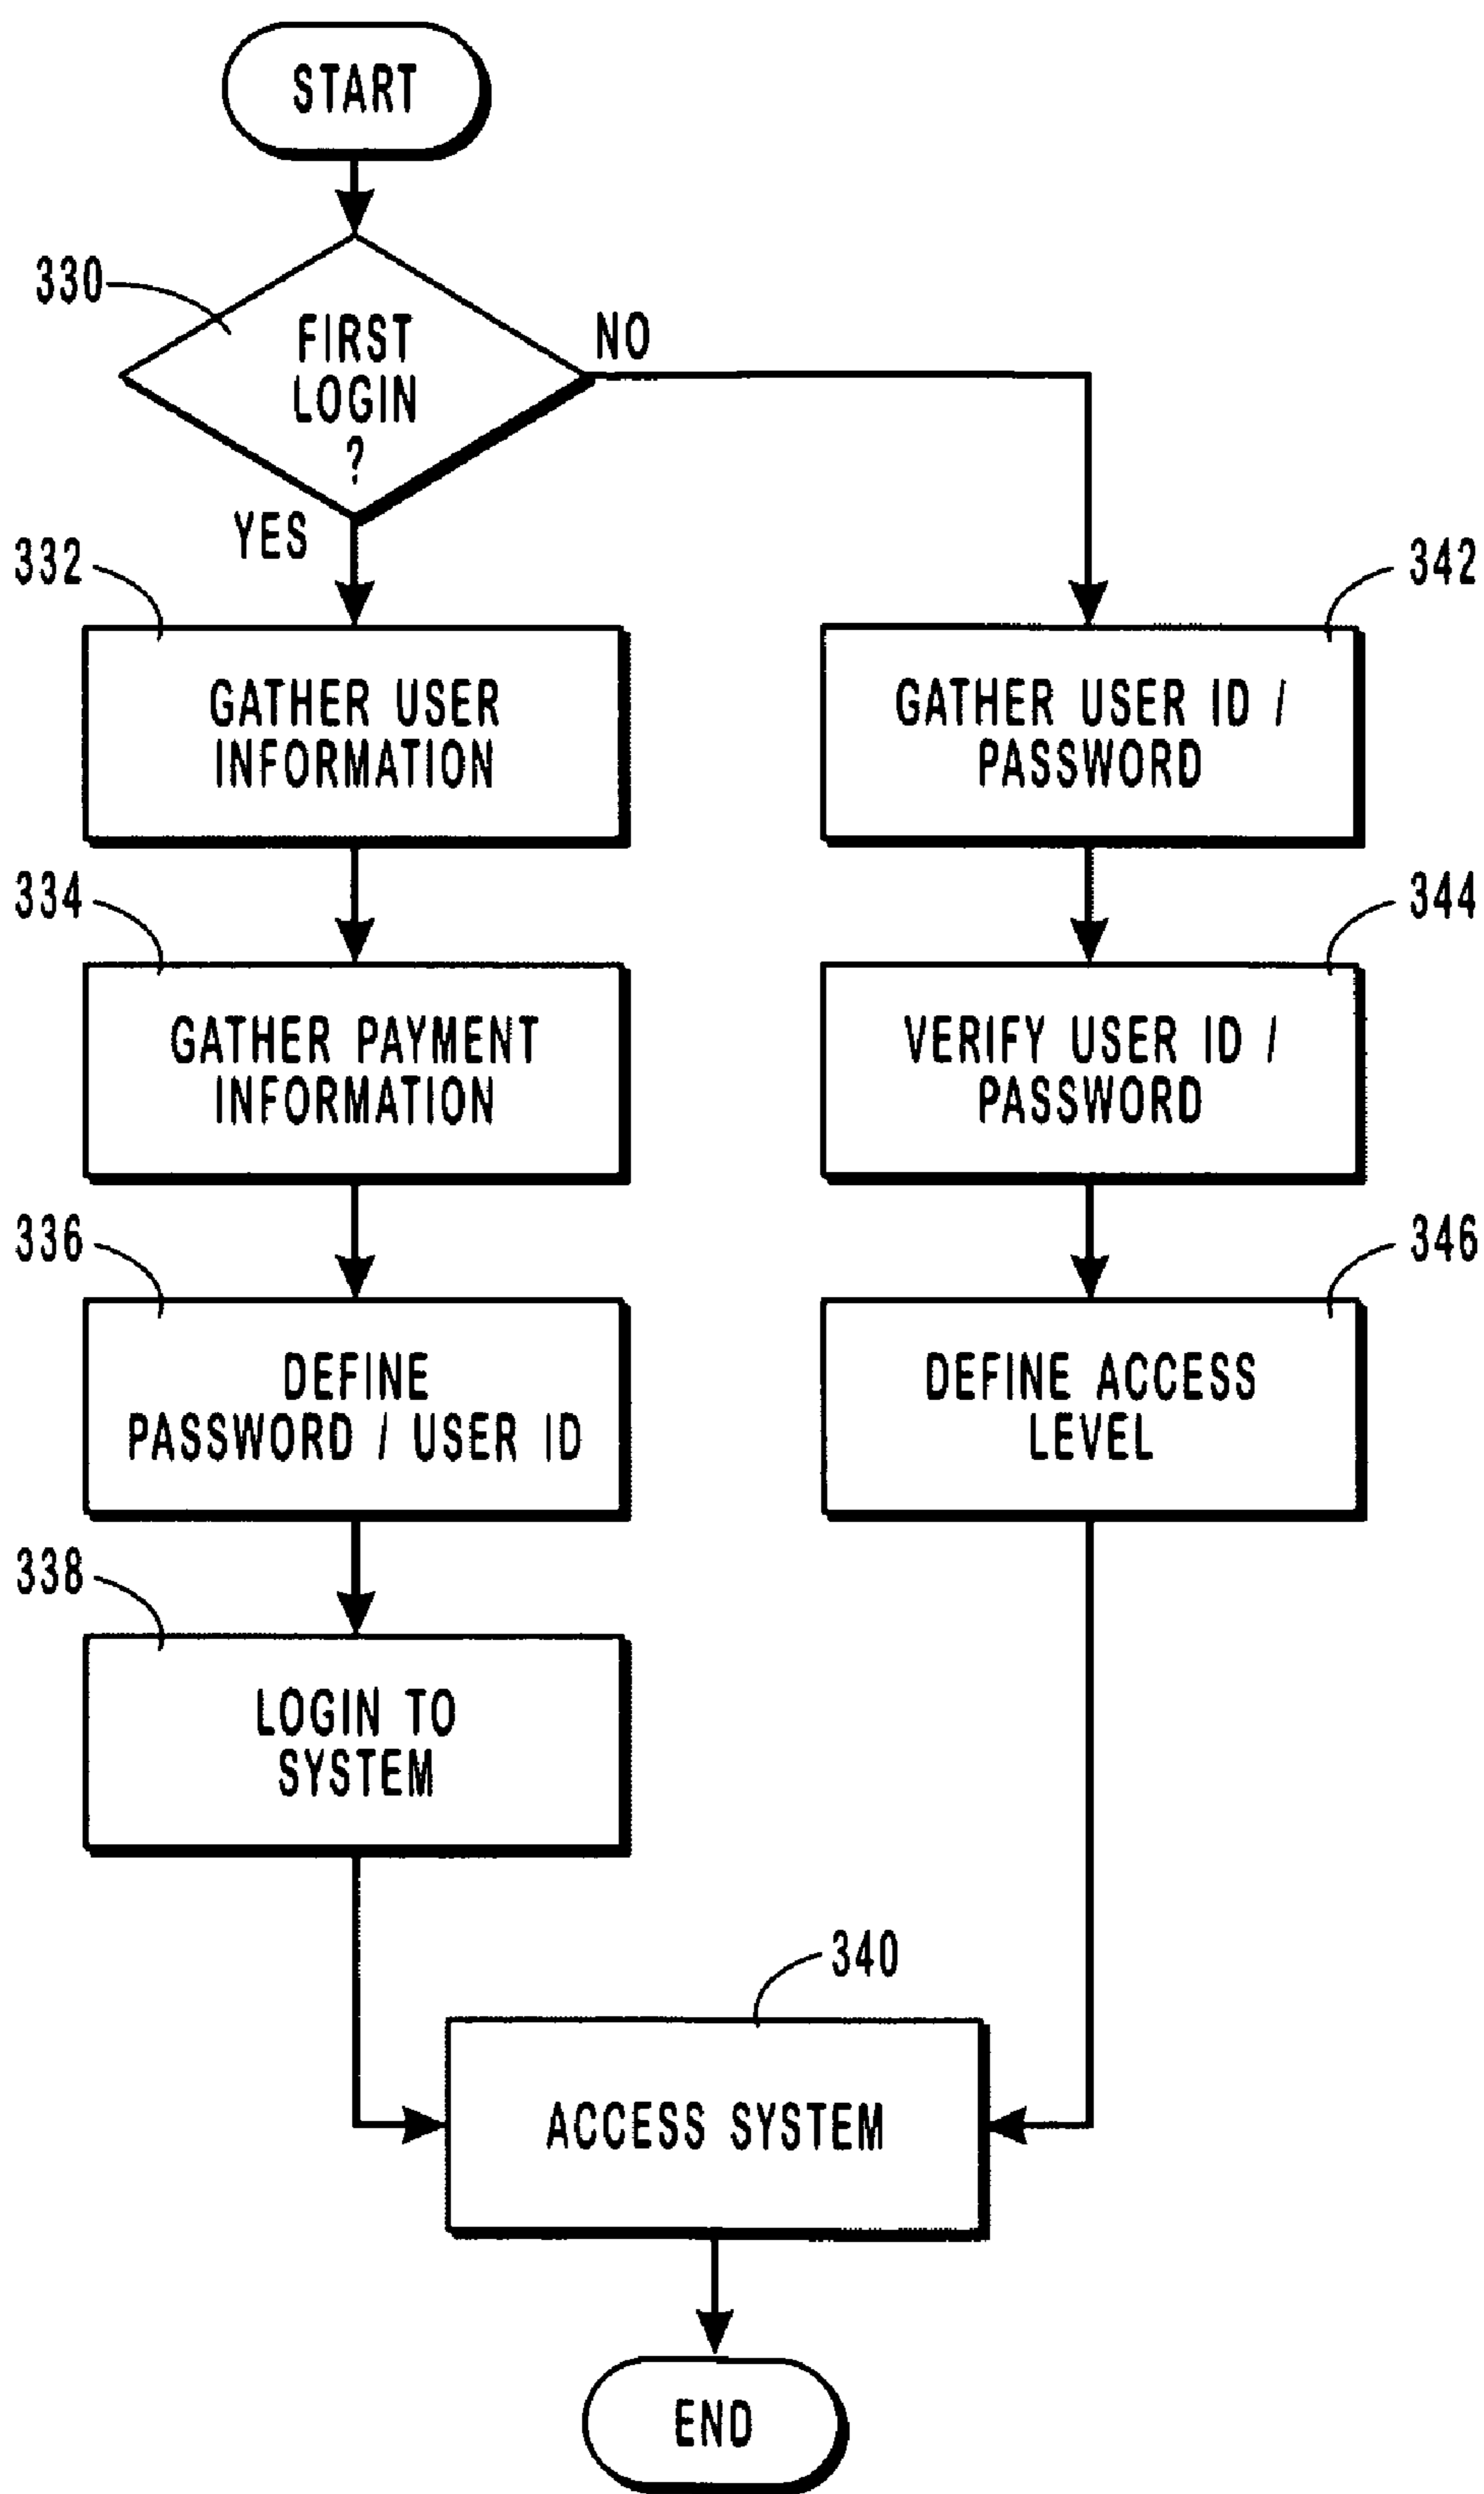 START
330
FIRST
LOGIN
?
NO
YES
332
GATHER USER
INFORMATION
342
GATHER USER ID /
PASSWORD
334
GATHER PAYMENT
INFORMATION
344
VERIFY USER ID /
PASSWORD
336
DEFINE
PASSWORD / USER ID
346
DEFINE ACCESS
LEVEL
338
LOGIN TO
SYSTEM
340
ACCESS SYSTEM
END